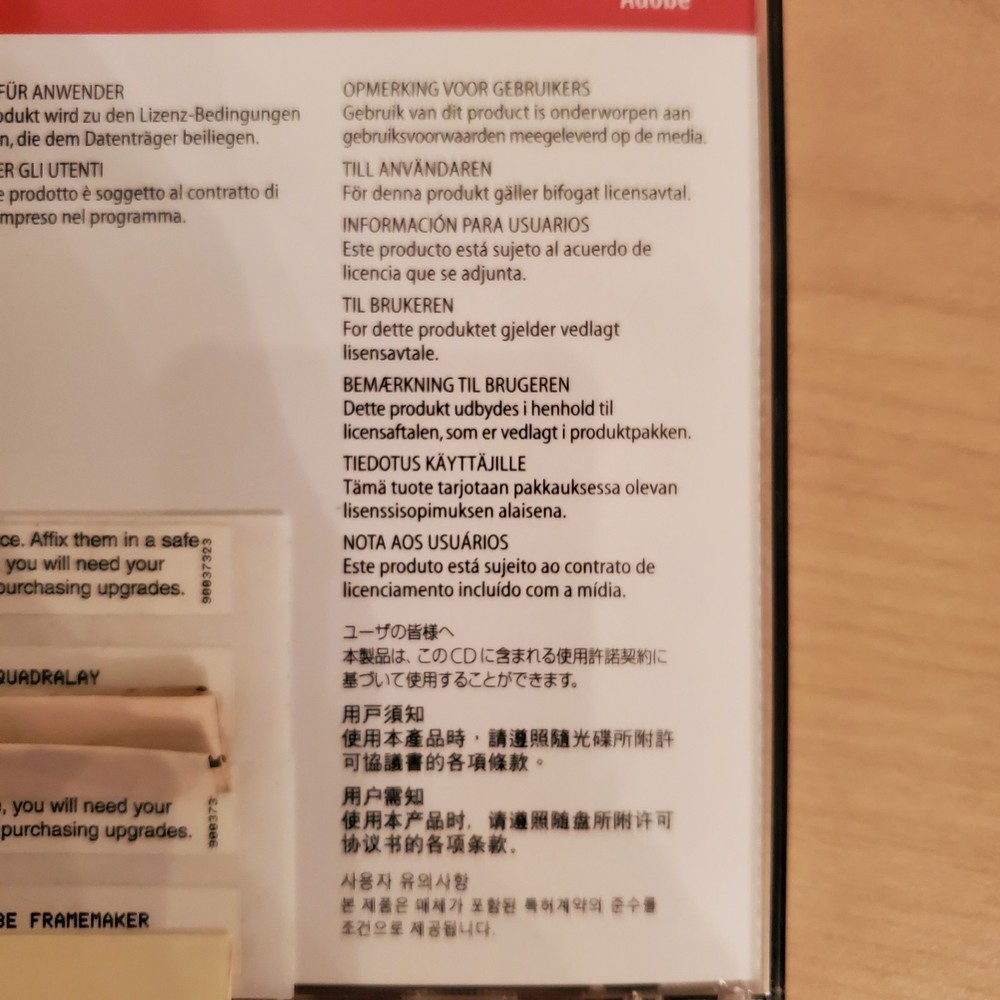 Adobe
FÜR ANWENDER
odukt wird zu den Lizenz-Bedingungen
n, die dem Datenträger beiliegen.
ER GLI UTENTI
e prodotto è soggetto al contratto di
mpreso nel programma.
OPMERKING VOOR GEBRUIKERS
Gebruik van dit product is onderworpen aan
gebruiksvoorwaarden meegeleverd op de media.
TILL ANVÄNDAREN
För denna produkt gäller bifogat licensavtal.
INFORMACIÓN PARA USUARIOS
Este producto está sujeto al acuerdo de
licencia que se adjunta.
TIL BRUKEREN
For dette produktet gjelder vedlagt
lisensavtale.
BEMÆRKNING TIL BRUGEREN
Dette produkt udbydes i henhold til
licensaftalen, som er vedlagt i produktpakken.
TIEDOTUS KÄYTTÄJILLE
Tämä tuote tarjotaan pakkauksessa olevan
lisenssisopimuksen alaisena.
NOTA AOS USUÁRIOS
Este produto está sujeito ao contrato de
licenciamento incluído com a mídia.
ユーザの皆様へ
本製品は、このCDに含まれる使用許諾契約に
基づいて使用することができます。
用戸須知
使用本產品時，請遵照隨光碟所附許
可協議書的各項條款。
用户需知
使用本产品时，请遵照随盘所附许可
协议书的各项条款。
사용자 유의사항
본 제품은 매체가 포함된 특허계약의 준수를
조건으로 제공됩니다.
ce. Affix them in a safe
you will need your
purchasing upgrades.
90037323
QUADRALAY
, you will need your
purchasing upgrades.
900373
BE FRAMEMAKER